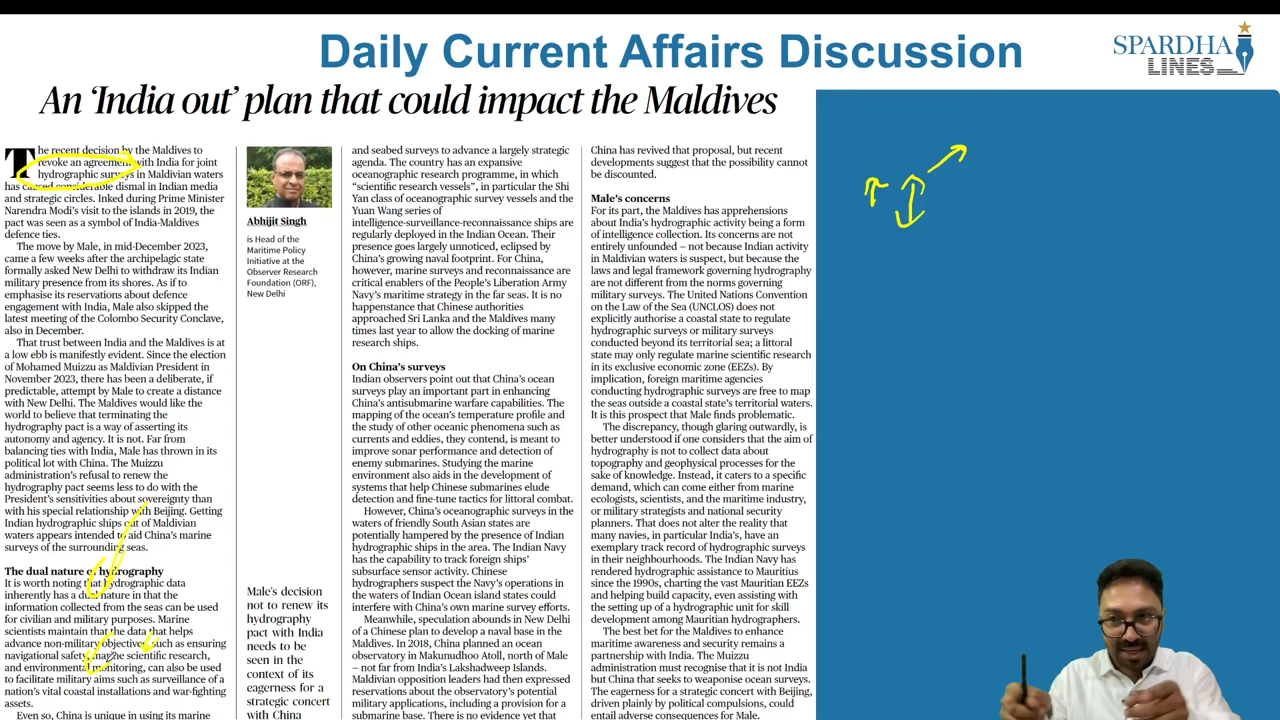 Daily Current Affairs Discussion
SPARDHA
LINES
An ‘India out’ plan that could impact the Maldives
The recent decision by the Maldives to
revoke an agreement with India for joint
hydrographic surveys in Maldivian waters
has caused considerable dismal in Indian media
and strategic circles. Inked during Prime Minister
Narendra Modi’s visit to the islands in 2019, the
pact was seen as a symbol of India-Maldives
defence ties.
The move by Male, in mid-December 2023,
came a few weeks after the archipelagic state
formally asked New Delhi to withdraw its Indian
military presence from its shores. As if to
emphasise its reservations about defence
engagement with India, Male also skipped the
latest meeting of the Colombo Security Conclave,
also in December.
That trust between India and the Maldives is at
a low ebb is manifestly evident. Since the election
of Mohamed Muizzu as Maldivian President in
November 2023, there has been a deliberate, if
predictable, attempt by Male to create a distance
with New Delhi. The Maldives would like the
world to believe that terminating the
hydrography pact is a way of asserting its
autonomy and agency. It is not. Far from
balancing ties with India, Male has thrown in its
political lot with China. The Muizzu
administration’s refusal to renew the
hydrography pact seems less to do with the
President’s sensitivities about sovereignty than
with his special relationship with Beijing. Getting
Indian hydrographic ships out of Maldivian
waters appears intended to aid China’s marine
surveys of the surrounding seas.
The dual nature of hydrography
It is worth noting that hydrographic data
inherently has a dual nature in that the
information collected from the seas can be used
for civilian and military purposes. Marine
scientists maintain that the data that helps
advance non-military objectives such as ensuring
navigational safety, marine scientific research,
and environmental monitoring, can also be used
to facilitate military aims such as surveillance of a
nation’s vital coastal installations and war-fighting
assets.
Even so, China is unique in using its marine
Abhijit Singh
is Head of the
Maritime Policy
Initiative at the
Observer Research
Foundation (ORF),
New Delhi
Male’s decision
not to renew its
hydrography
pact with India
needs to be
seen in the
context of its
eagerness for a
strategic concert
with China
and seabed surveys to advance a largely strategic
agenda. The country has an expansive
oceanographic research programme, in which
“scientific research vessels”, in particular the Shi
Yan class of oceanographic survey vessels and the
Yuan Wang series of
intelligence-surveillance-reconnaissance ships are
regularly deployed in the Indian Ocean. Their
presence goes largely unnoticed, eclipsed by
China’s growing naval footprint. For China,
however, marine surveys and reconnaissance are
critical enablers of the People’s Liberation Army
Navy’s maritime strategy in the far seas. It is no
happenstance that Chinese authorities
approached Sri Lanka and the Maldives many
times last year to allow the docking of marine
research ships.
On China’s surveys
Indian observers point out that China’s ocean
surveys play an important part in enhancing
China’s antisubmarine warfare capabilities. The
mapping of the ocean’s temperature profile and
the study of other oceanic phenomena such as
currents and eddies, they contend, is meant to
improve sonar performance and detection of
enemy submarines. Studying the marine
environment also aids in the development of
systems that help Chinese submarines elude
detection and fine-tune tactics for littoral combat.
However, China’s oceanographic surveys in the
waters of friendly South Asian states are
potentially hampered by the presence of Indian
hydrographic ships in the area. The Indian Navy
has the capability to track foreign ships’
subsurface sensor activity. Chinese
hydrographers suspect the Navy’s operations in
the waters of Indian Ocean island states could
interfere with China’s own marine survey efforts.
Meanwhile, speculation abounds in New Delhi
of a Chinese plan to develop a naval base in the
Maldives. In 2018, China planned an ocean
observatory in Makunudhoo Atoll, north of Male
— not far from India’s Lakshadweep Islands.
Maldivian opposition leaders had then expressed
reservations about the observatory’s potential
military applications, including a provision for a
submarine base. There is no evidence yet that
China has revived that proposal, but recent
developments suggest that the possibility cannot
be discounted.
Male’s concerns
For its part, the Maldives has apprehensions
about India’s hydrographic activity being a form
of intelligence collection. Its concerns are not
entirely unfounded — not because Indian activity
in Maldivian waters is suspect, but because the
laws and legal framework governing hydrography
are not different from the norms governing
military surveys. The United Nations Convention
on the Law of the Sea (UNCLOS) does not
explicitly authorise a coastal state to regulate
hydrographic surveys or military surveys
conducted beyond its territorial sea; a littoral
state may only regulate marine scientific research
in its exclusive economic zone (EEZs). By
implication, foreign maritime agencies
conducting hydrographic surveys are free to map
the seas outside a coastal state’s territorial waters.
It is this prospect that Male finds problematic.
The discrepancy, though glaring outwardly, is
better understood if one considers that the aim of
hydrography is not to collect data about
topography and geophysical processes for the
sake of knowledge. Instead, it caters to a specific
demand, which can come either from marine
ecologists, scientists, and the maritime industry,
or military strategists and national security
planners. That does not alter the reality that
many navies, in particular India’s, have an
exemplary track record of hydrographic surveys
in their neighbourhoods. The Indian Navy has
rendered hydrographic assistance to Mauritius
since the 1990s, charting the vast Mauritian EEZs
and helping build capacity, even assisting with
the setting up of a hydrographic unit for skill
development among Mauritian hydrographers.
The best bet for the Maldives to enhance
maritime awareness and security remains a
partnership with India. The Muizzu
administration must recognise that it is not India
but China that seeks to weaponise ocean surveys.
The eagerness for a strategic concert with Beijing,
driven plainly by political compulsions, could
entail adverse consequences for Male.